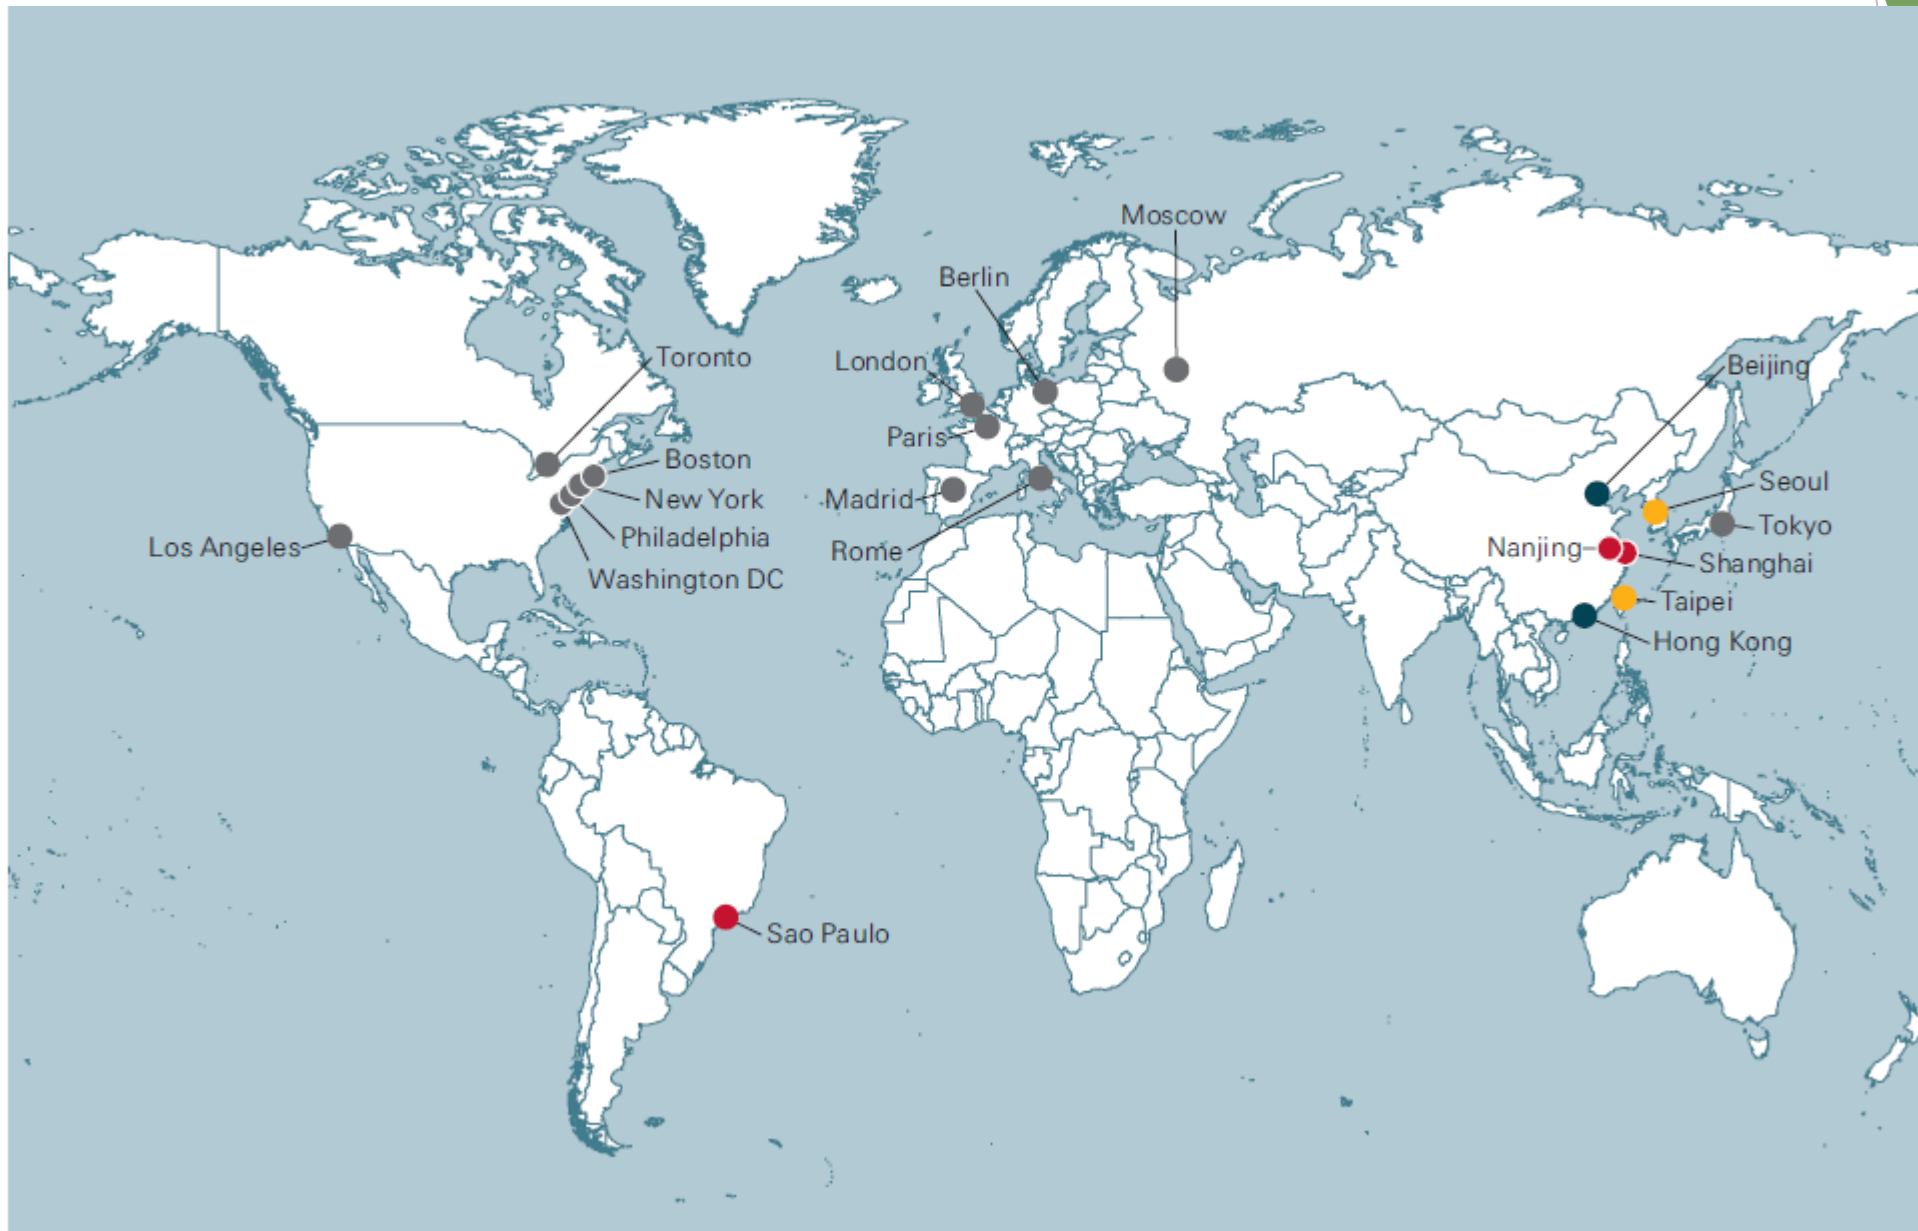 Moscow
Berlin
London
Toronto
Beijing
Paris
Boston
Seoul
New York
Madrid
Tokyo
Philadelphia
Los Angeles
Rome
Nanjing
Shanghai
Washington DC
Taipei
Hong Kong
Sao Paulo